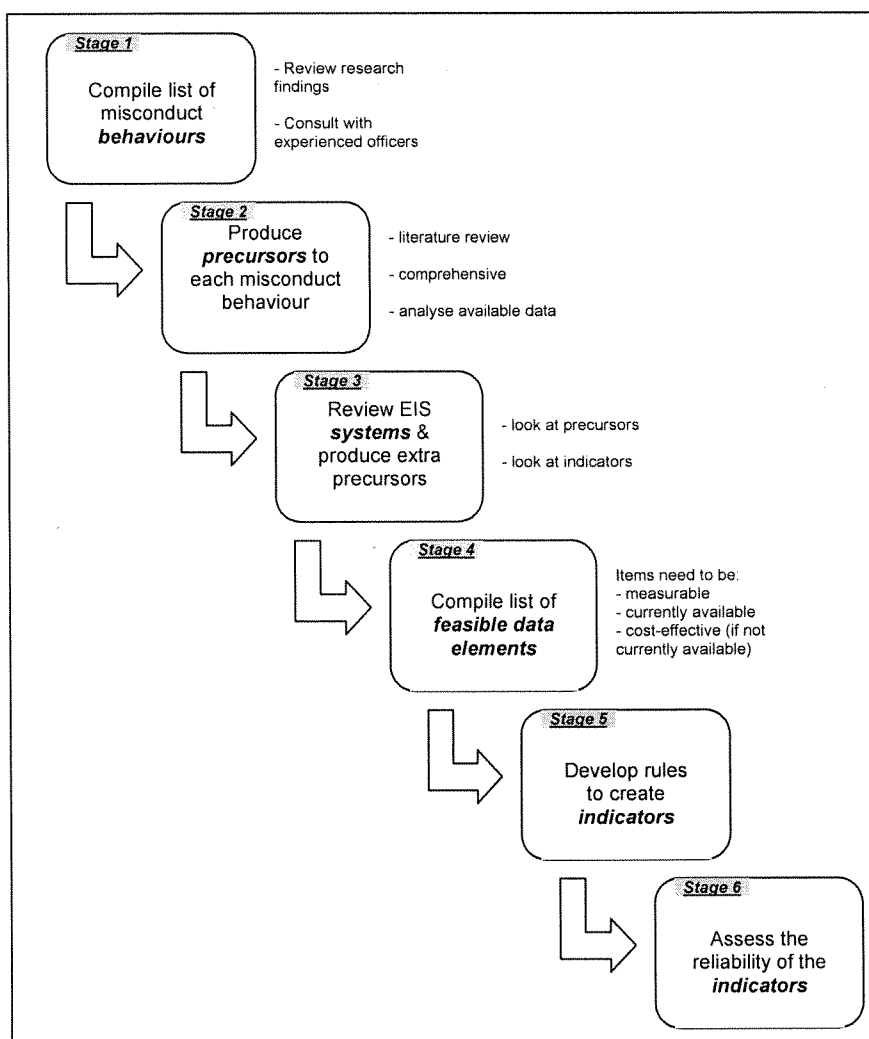 Stage 1
Compile list of
misconduct
behaviours
- Review research
findings
- Consult with
experienced officers
Stage 2
Produce
precursors to
each misconduct
behaviour
- literature review
- comprehensive
- analyse available data
Stage 3
Review EIS
systems &
produce extra
precursors
- look at precursors
- look at indicators
Stage 4
Compile list of
feasible data
elements
Items need to be:
- measurable
- currently available
- cost-effective (if not
currently available)
Stage 5
Develop rules
to create
indicators
Stage 6
Assess the
reliability of the
indicators